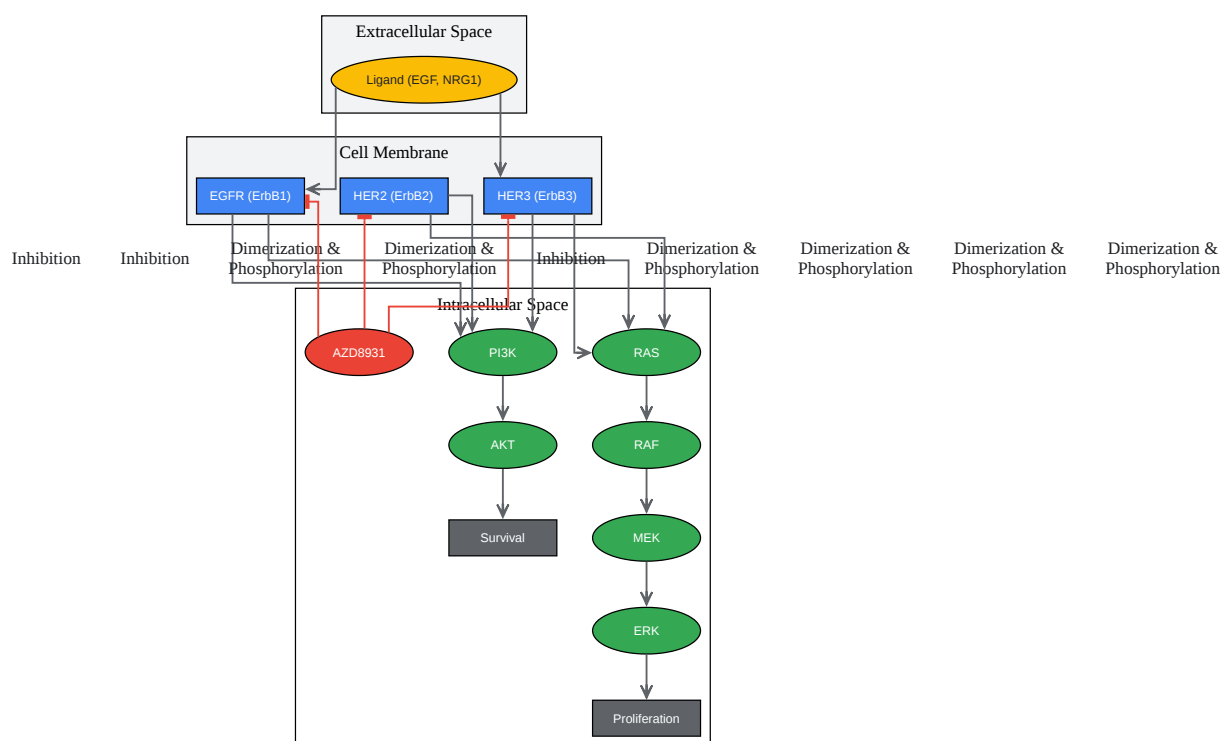 Extracellular Space
Ligand (EGF, NRG1)
Cell Membrane
EGFR (ErbB1)
HER2 (ErbB2)
HER3 (ErbB3)
Inhibition
Inhibition
Dimerization &
Phosphorylation
Dimerization &
Phosphorylation
Inhibition
Dimerization &
Phosphorylation
Dimerization &
Phosphorylation
Dimerization &
Phosphorylation
Dimerization &
Phosphorylation
Intracellular Space
AZD8931
PI3K
RAS
AKT
RAF
Survival
MEK
ERK
Proliferation